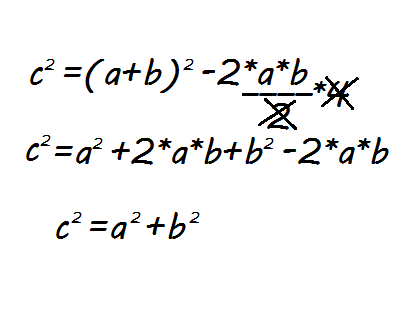 c² =(a+b)² -2*a*b/2*4
c²=a² +2*a*b+b² -2*a*b
c² =a² +b²